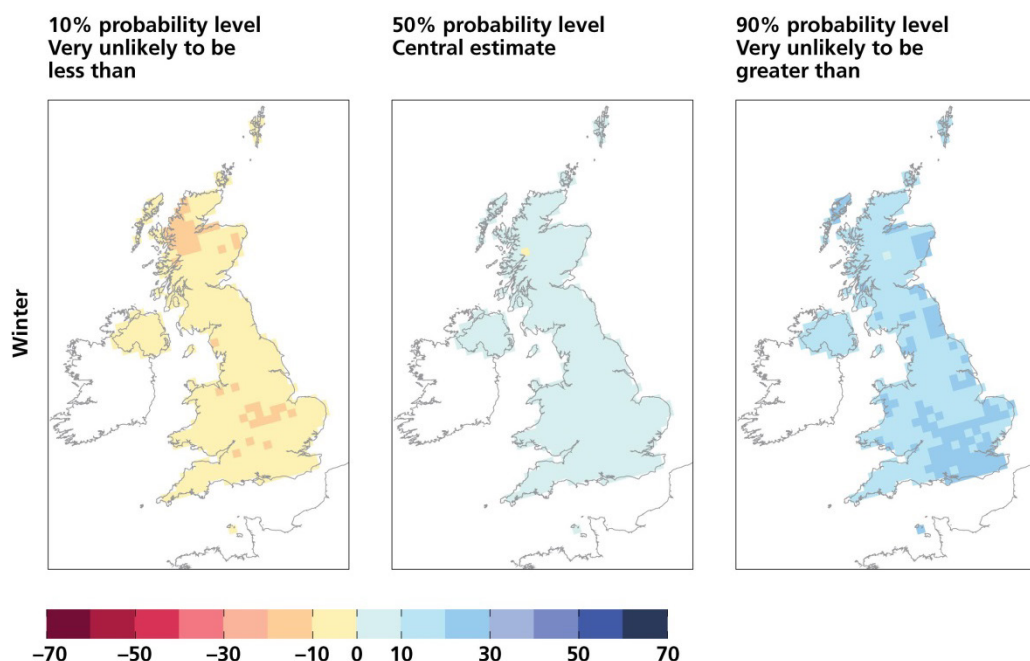 10% probability level
Very unlikely to be
less than
50% probability level
Central estimate
90% probability level
Very unlikely to be
greater than
Winter
–70 –50 –30 –10 0 10 30 50 70